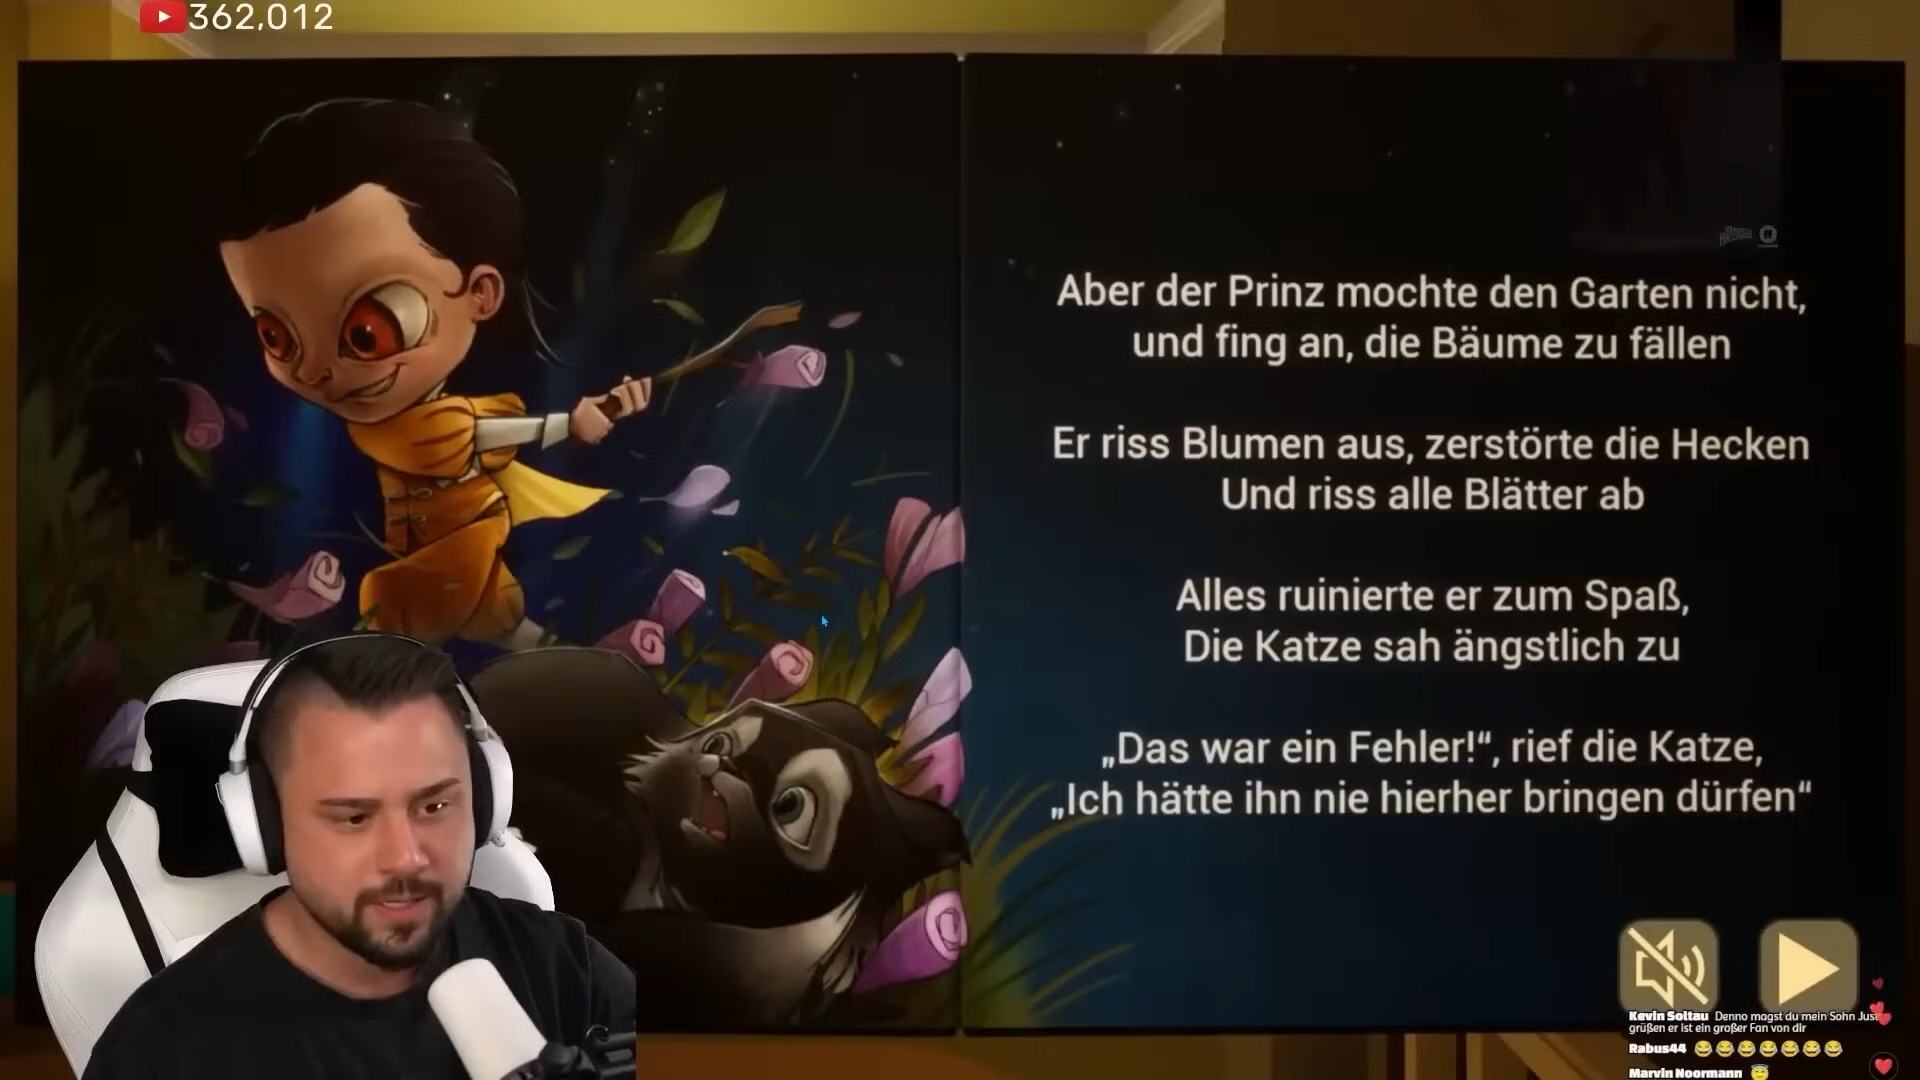 362,012
Aber der Prinz mochte den Garten nicht,
und fing an, die Bäume zu fällen
Er riss Blumen aus, zerstörte die Hecken
Und riss alle Blätter ab
Alles ruinierte er zum Spaß,
Die Katze sah ängstlich zu
„Das war ein Fehler!“, rief die Katze,
„Ich hätte ihn nie hierher bringen dürfen“
Kevin Soltau Denno magst du mein Sohn Just
grüßen er ist ein großer Fan von dir
Rabus44 😂😂😂😂😂😂😂
Marvin Noormann 😇